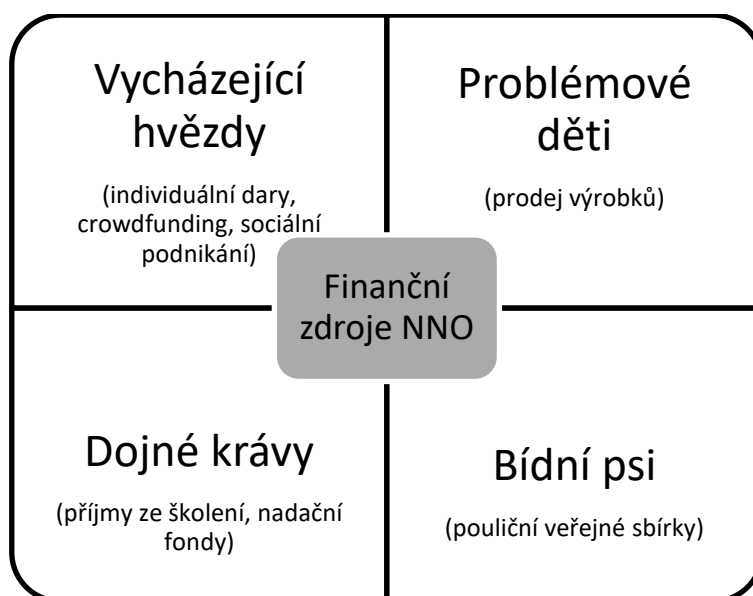 Vycházející
hvězdy
(individuální dary,
crowdfunding, sociální
podnikání)
Problémové
děti
(prodej výrobků)
Finanční
zdroje NNO
Dojné krávy
(příjmy ze školení, nadační
fondy)
Bídní psi
(pouliční veřejné sbírky)